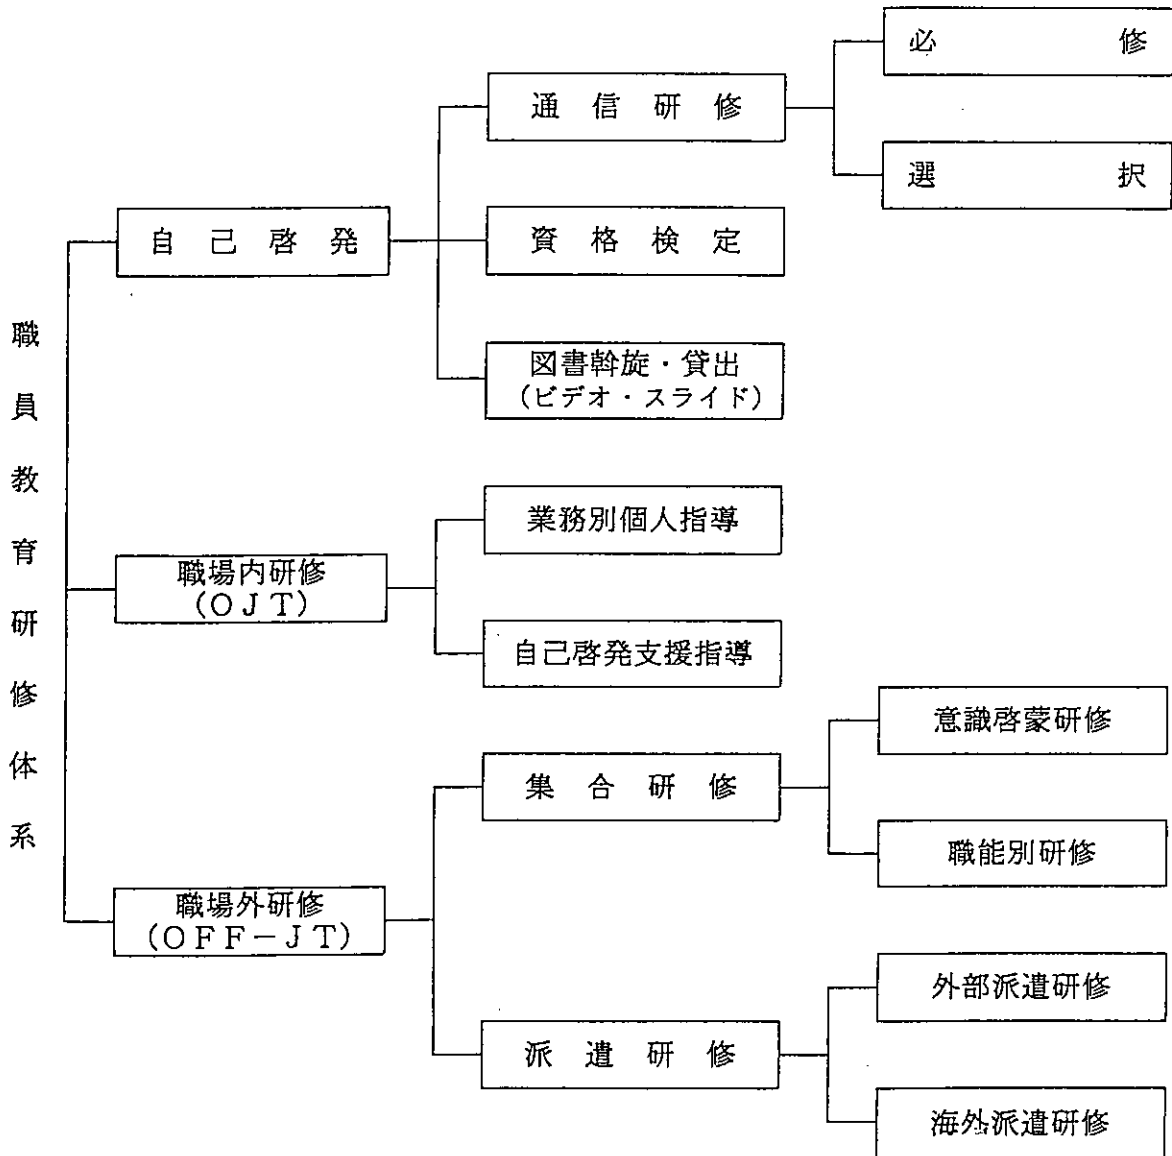 職員教育研修体系
自己啓発
通信研修
必修
選択
資格検定
図書斡旋・貸出
(ビデオ・スライド)
職場内研修
(OJT)
業務別個人指導
自己啓発支援指導
職場外研修
(OFF-JT)
集合研修
意識啓蒙研修
職能別研修
派遣研修
外部派遣研修
海外派遣研修